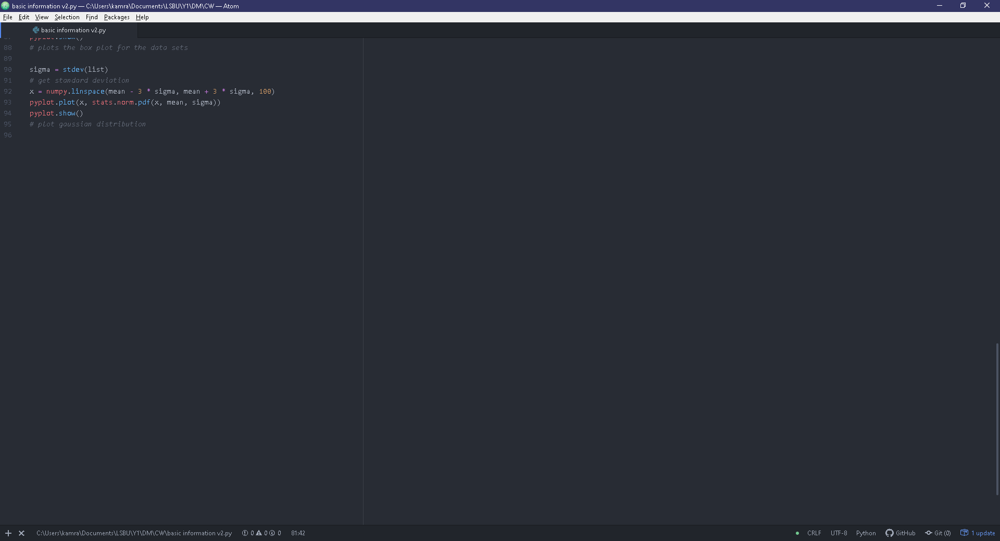 basic information v2.py — C:\Users\kamra\Documents\LSBU\Y1\DM\CW — Atom
File Edit View Selection Find Packages Help
basic information v2.py
87 pyplot.show()
88 # plots the box plot for the data sets
89
90 sigma = stdev(list)
91 # get standard deviation
92 x = numpy.linspace(mean - 3 * sigma, mean + 3 * sigma, 100)
93 pyplot.plot(x, stats.norm.pdf(x, mean, sigma))
94 pyplot.show()
95 # plot gaussian distribution
96
C:\Users\kamra\Documents\LSBU\Y1\DM\CW\basic information v2.py 0 0 0 81:42 CRLF UTF-8 Python GitHub Git (0) 1 update